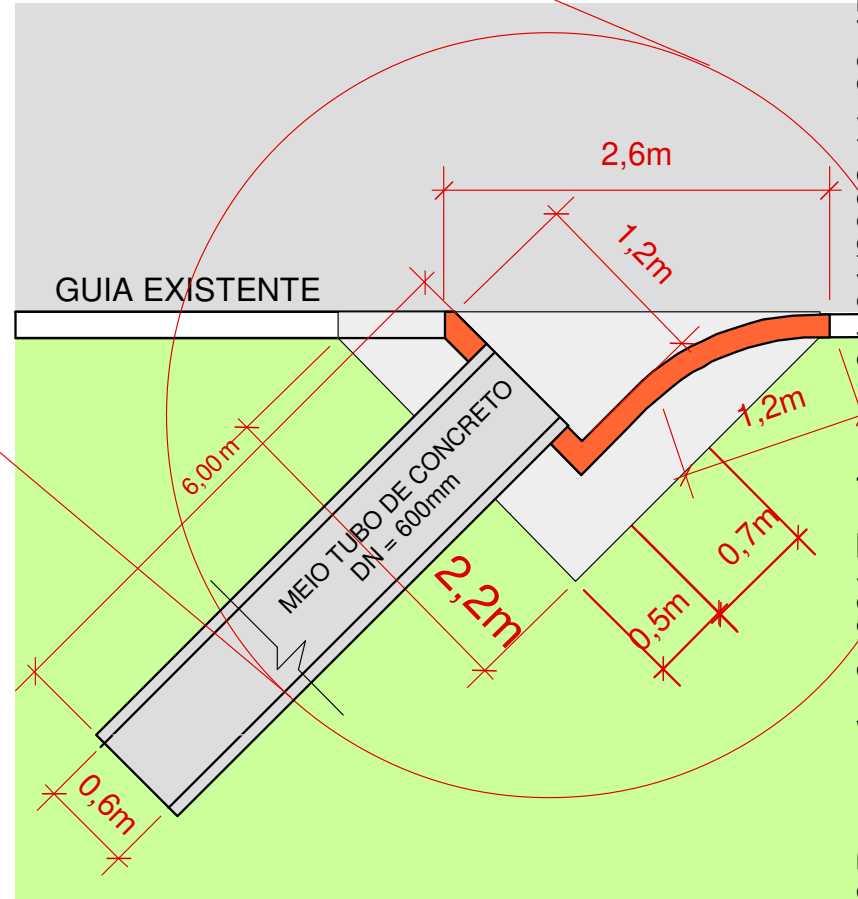 2,6m
1,2m
GUIA EXISTENTE
1,2m
6,00 m
MEIO TUBO DE CONCRETO
DN = 600mm
2,2m
0,7m
0,5m
0,6m